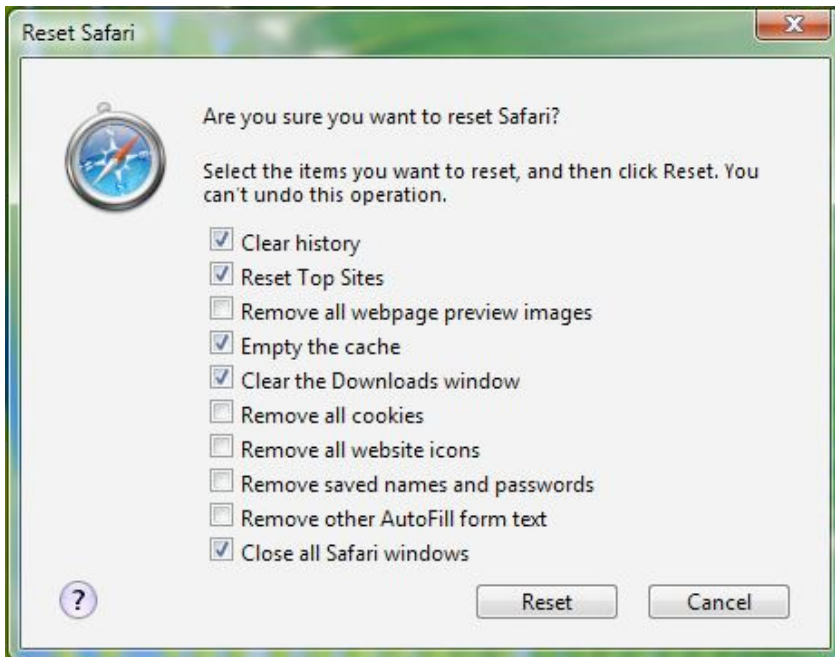 Reset Safari
Are you sure you want to reset Safari?
Select the items you want to reset, and then click Reset. You
can't undo this operation.
Clear history
Reset Top Sites
Remove all webpage preview images
Empty the cache
Clear the Downloads window
Remove all cookies
Remove all website icons
Remove saved names and passwords
Remove other AutoFill form text
Close all Safari windows
? Reset Cancel